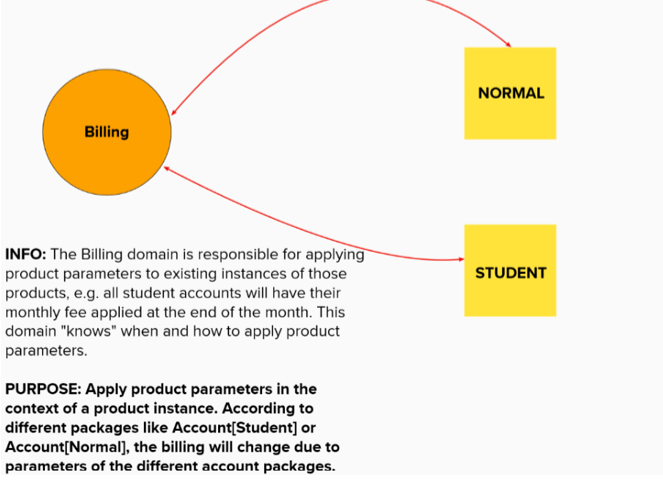 NORMAL
Billing
STUDENT
INFO: The Billing domain is responsible for applying
product parameters to existing instances of those
products, e.g. all student accounts will have their
monthly fee applied at the end of the month. This
domain "knows" when and how to apply product
parameters.
PURPOSE: Apply product parameters in the
context of a product instance. According to
different packages like Account[Student] or
Account[Normal], the billing will change due to
parameters of the different account packages.